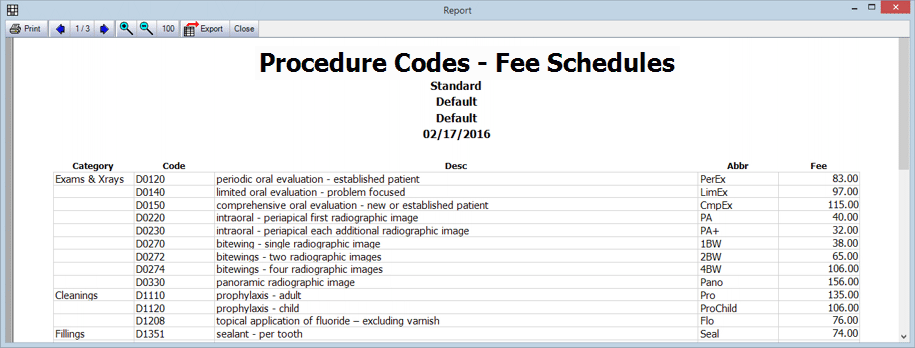 Report
Print 1 / 3 100 Export Close
Procedure Codes - Fee Schedules
Standard
Default
Default
02/17/2016
Category Code Desc Abbr Fee
Exams & Xrays D0120 periodic oral evaluation - established patient PerEx 83.00
D0140 limited oral evaluation - problem focused LimEx 97.00
D0150 comprehensive oral evaluation - new or established patient CmpEx 115.00
D0220 intraoral - periapical first radiographic image PA 40.00
D0230 intraoral - periapical each additional radiographic image PA+ 32.00
D0270 bitewing - single radiographic image 1BW 38.00
D0272 bitewings - two radiographic images 2BW 65.00
D0274 bitewings - four radiographic images 4BW 106.00
D0330 panoramic radiographic image Pano 156.00
Cleanings D1110 prophylaxis - adult Pro 135.00
D1120 prophylaxis - child ProChild 106.00
D1208 topical application of fluoride – excluding varnish Flo 76.00
Fillings D1351 sealant - per tooth Seal 74.00